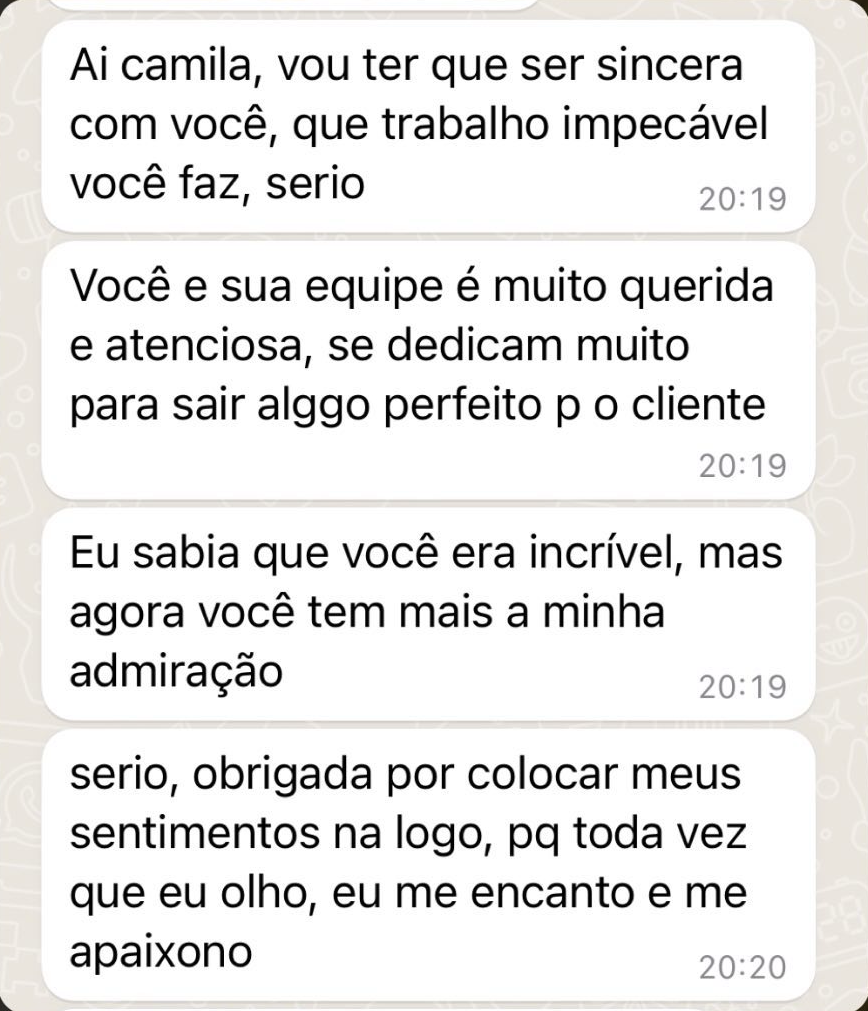 Ai camila, vou ter que ser sincera
com você, que trabalho impecável
você faz, serio
20:19
Você e sua equipe é muito querida
e atenciosa, se dedicam muito
para sair alggo perfeito p o cliente
20:19
Eu sabia que você era incrível, mas
agora você tem mais a minha
admiração
20:19
serio, obrigada por colocar meus
sentimentos na logo, pq toda vez
que eu olho, eu me encanto e me
apaixono
20:20